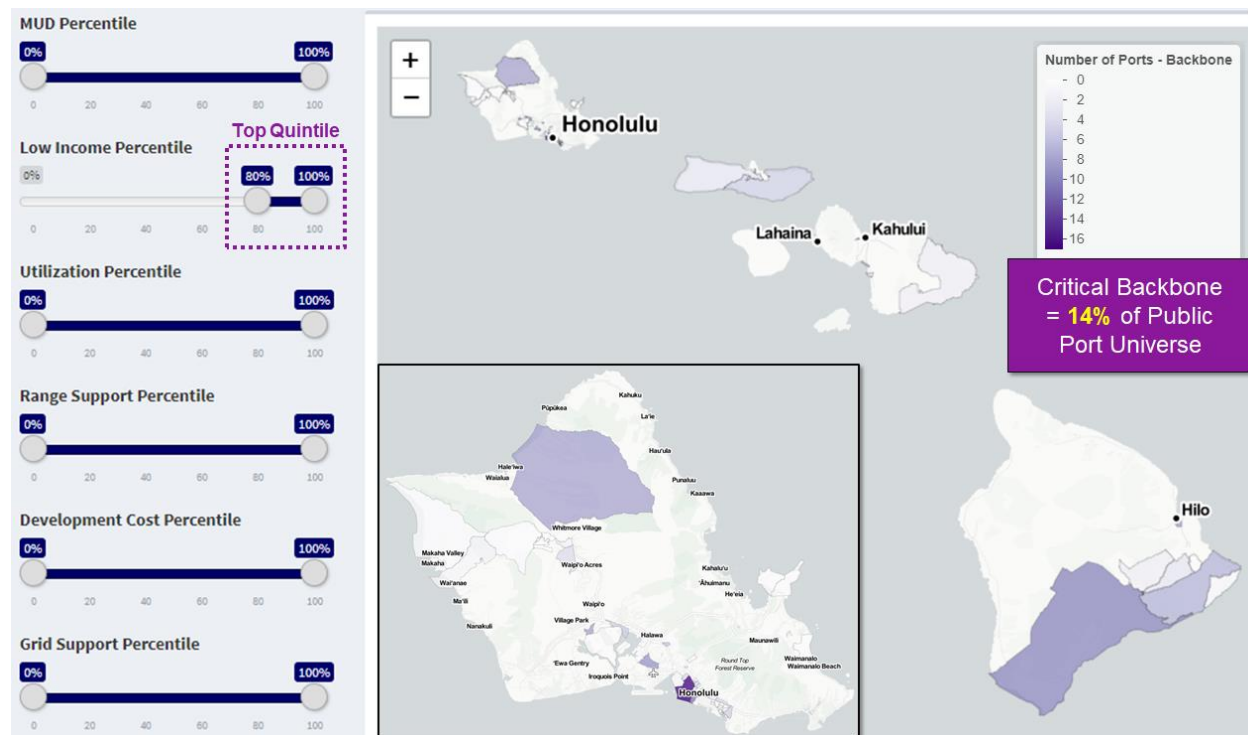 MUD Percentile
0% 100%
0 20 40 60 80 100
Top Quintile
Low Income Percentile
0% 80% 100%
0 20 40 60 80 100
Utilization Percentile
0% 100%
0 20 40 60 80 100
Range Support Percentile
0% 100%
0 20 40 60 80 100
Development Cost Percentile
0% 100%
0 20 40 60 80 100
Grid Support Percentile
0% 100%
0 20 40 60 80 100
+
−
Honolulu
Lahaina
Kahului
Hilo
Number of Ports - Backbone
0
2
4
6
8
10
12
14
16
Critical Backbone
= 14% of Public
Port Universe
Kahuku
Pūpūkea
La'ie
Hau'ula
Hale'iwa
Waialua
Punaluu
Kaaawa
Whitmore Village
Makaha Valley
Makaha
Waipi'o Acres
Kahalu'u
'Āhuimanu
He'eia
Wai'anae
Ma'ili
Waipi'o
Nanakuli
Village Park
Halawa
Maunawili
'Ewa Gentry
Iroquois Point
Round Top
Forest Reserve
Waimanalo
Waimanalo Beach
Honolulu